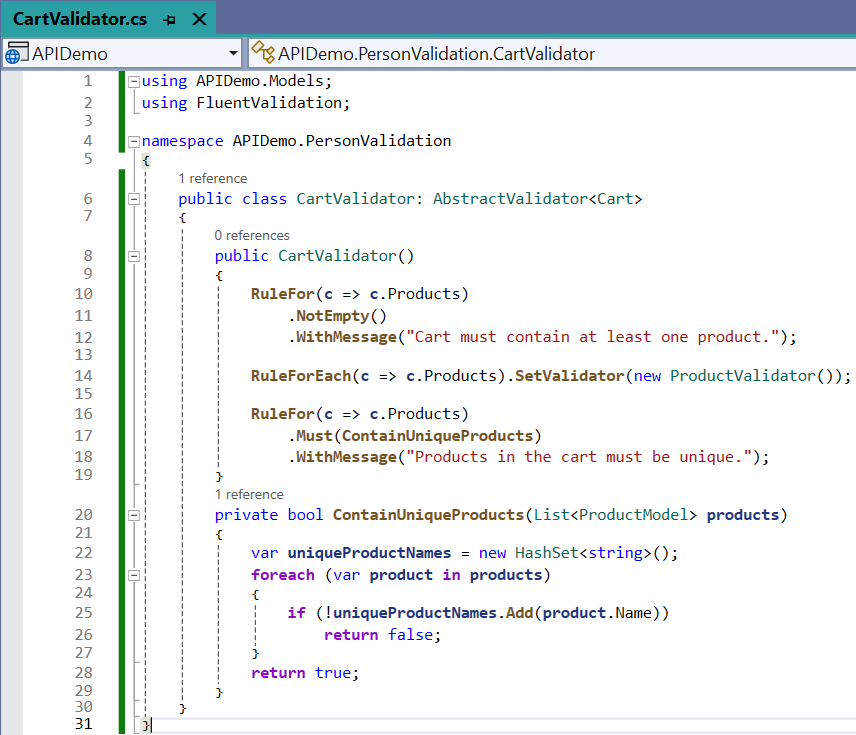 CartValidator.cs
APIDemo
APIDemo.PersonValidation.CartValidator
1 using APIDemo.Models;
2 using FluentValidation;
3
4 namespace APIDemo.PersonValidation
5 {
1 reference
6 public class CartValidator: AbstractValidator<Cart>
7 {
0 references
8 public CartValidator()
9 {
10 RuleFor(c => c.Products)
11 .NotEmpty()
12 .WithMessage("Cart must contain at least one product.");
13
14 RuleForEach(c => c.Products).SetValidator(new ProductValidator());
15
16 RuleFor(c => c.Products)
17 .Must(ContainUniqueProducts)
18 .WithMessage("Products in the cart must be unique.");
19 }
1 reference
20 private bool ContainUniqueProducts(List<ProductModel> products)
21 {
22 var uniqueProductNames = new HashSet<string>();
23 foreach (var product in products)
24 {
25 if (!uniqueProductNames.Add(product.Name))
26 return false;
27 }
28 return true;
29 }
30 }
31 }